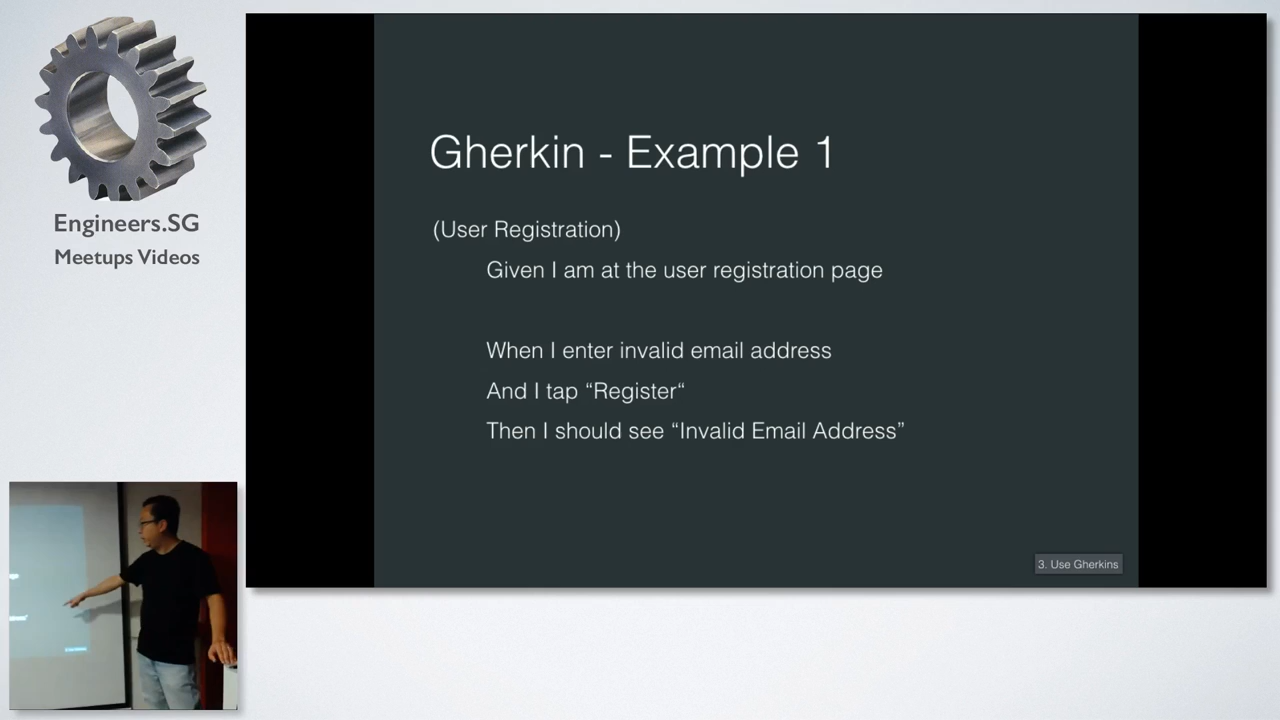 Engineers.SG
Meetups Videos
Gherkin - Example 1
(User Registration)
Given I am at the user registration page
When I enter invalid email address
And I tap “Register“
Then I should see “Invalid Email Address”
3. Use Gherkins